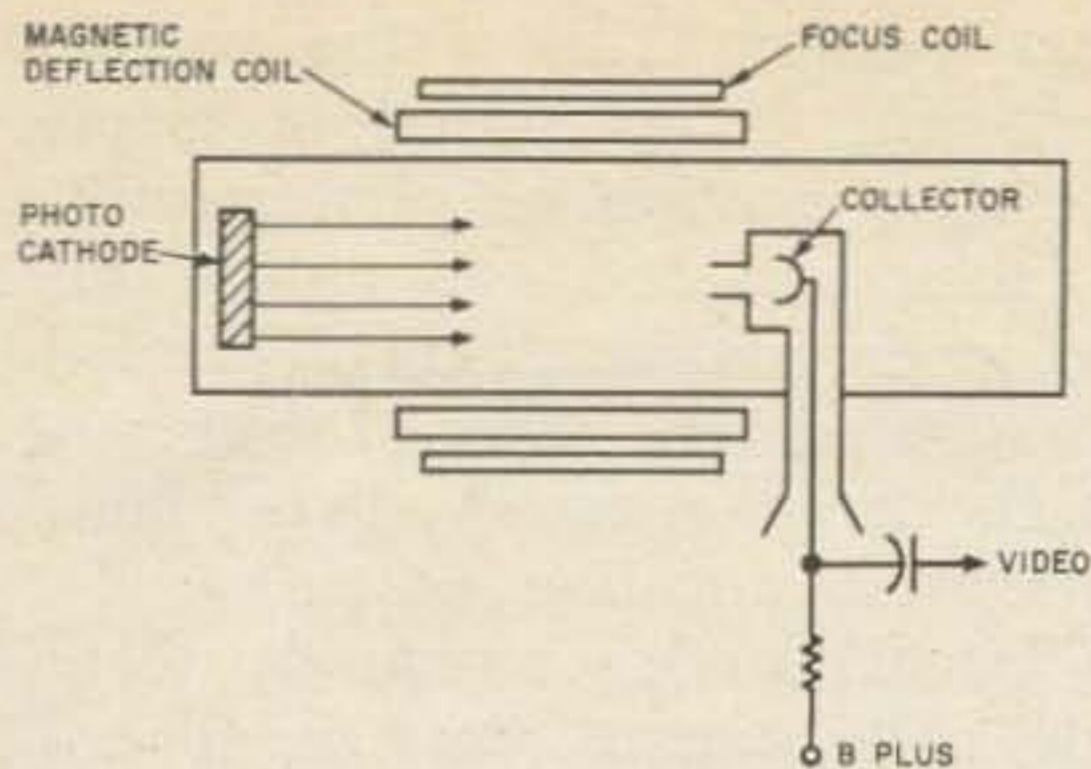 MAGNETIC
DEFLECTION COIL
FOCUS COIL
PHOTO
CATHODE
COLLECTOR
VIDEO
B PLUS